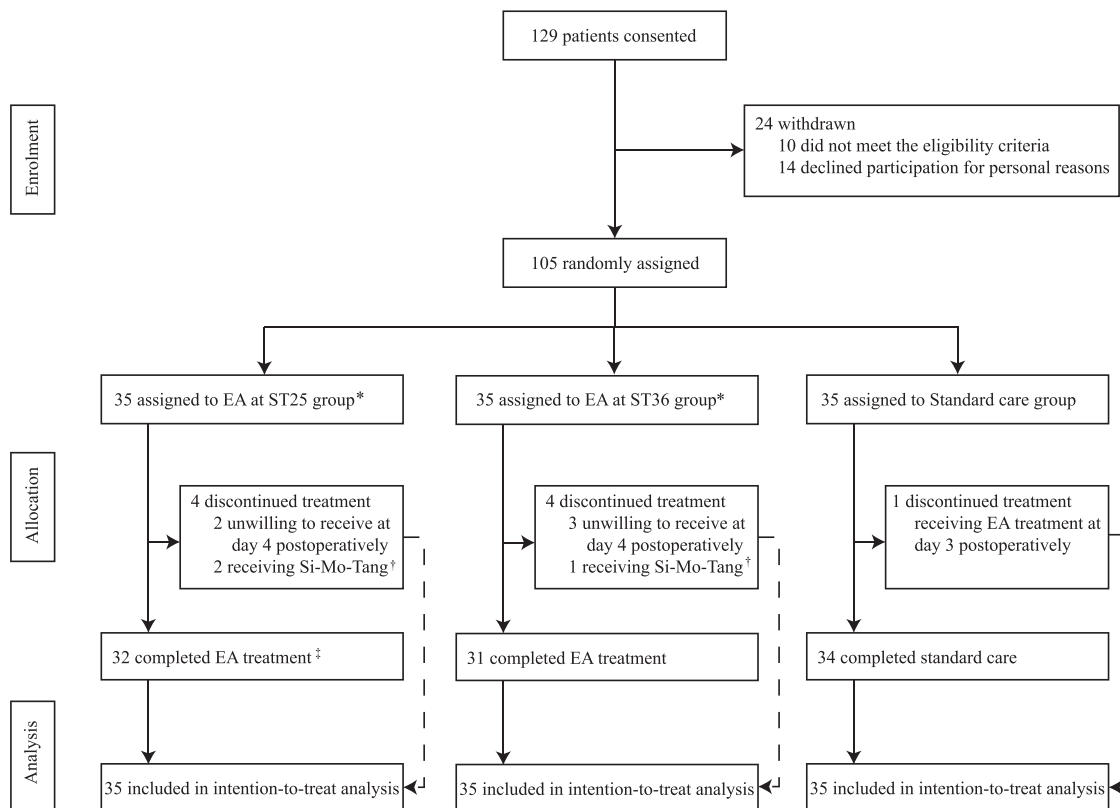 129 patients consented
Enrolment
24 withdrawn
10 did not meet the eligibility criteria
14 declined participation for personal reasons
105 randomly assigned
35 assigned to EA at ST25 group*
35 assigned to EA at ST36 group*
35 assigned to Standard care group
Allocation
4 discontinued treatment
2 unwilling to receive at
day 4 postoperatively
2 receiving Si-Mo-Tang†
4 discontinued treatment
3 unwilling to receive at
day 4 postoperatively
1 receiving Si-Mo-Tang†
1 discontinued treatment
receiving EA treatment at
day 3 postoperatively
32 completed EA treatment ‡
31 completed EA treatment
34 completed standard care
Analysis
35 included in intention-to-treat analysis
35 included in intention-to-treat analysis
35 included in intention-to-treat analysis